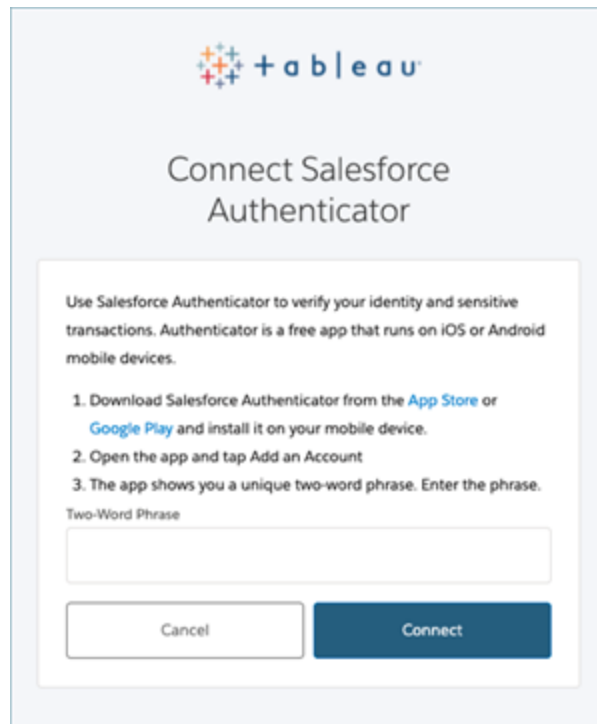 + a b | e a u
Connect Salesforce
Authenticator
Use Salesforce Authenticator to verify your identity and sensitive
transactions. Authenticator is a free app that runs on iOS or Android
mobile devices.
1. Download Salesforce Authenticator from the App Store or
Google Play and install it on your mobile device.
2. Open the app and tap Add an Account
3. The app shows you a unique two-word phrase. Enter the phrase.
Two-Word Phrase
Cancel Connect